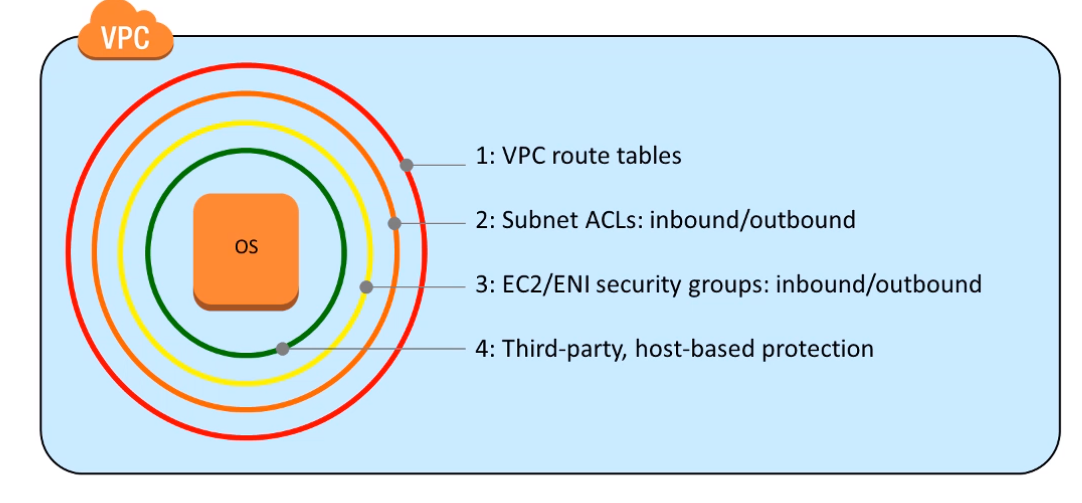 VPC
1: VPC route tables
2: Subnet ACLs: inbound/outbound
OS
3: EC2/ENI security groups: inbound/outbound
4: Third-party, host-based protection